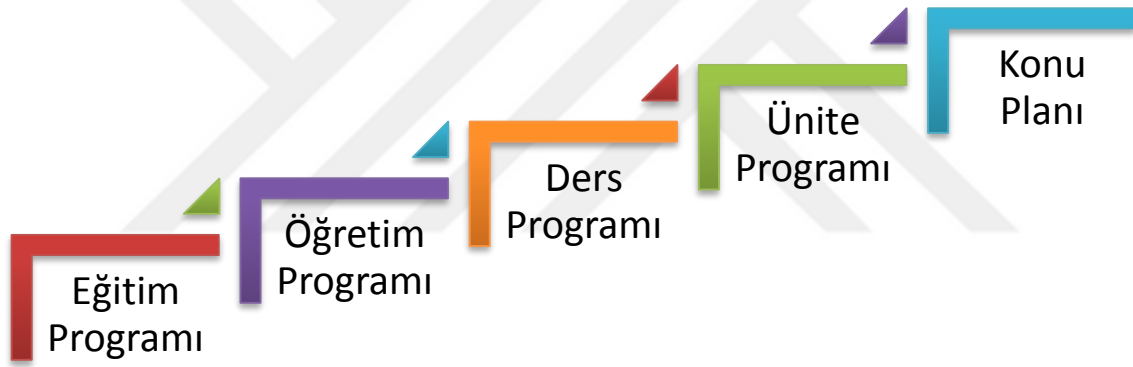 Eğitim
Programı
Öğretim
Programı
Ders
Programı
Ünite
Programı
Konu
Planı